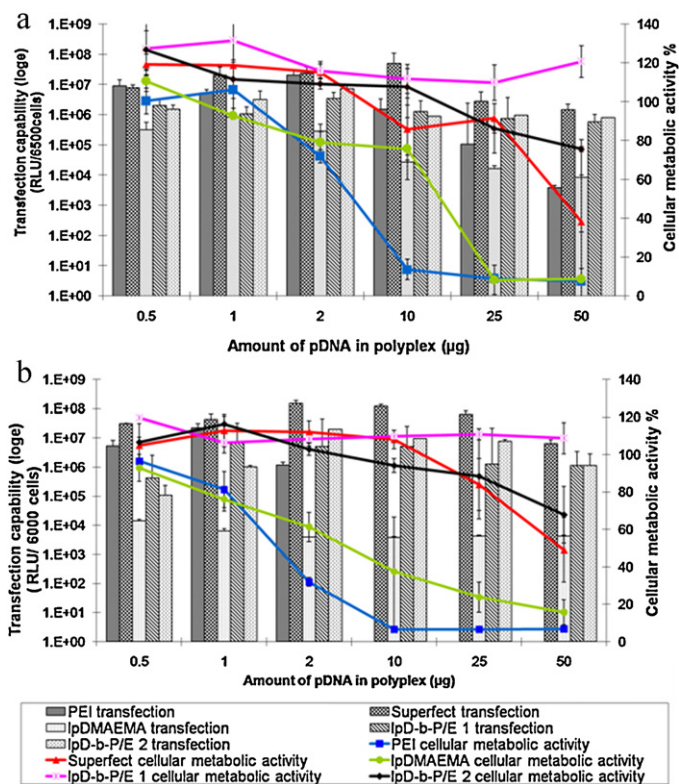 a
Transfection capability (loge)
(RLU/6500cells)
1.E+09
1.E+08
1.E+07
1.E+06
1.E+05
1.E+04
1.E+03
1.E+02
1.E+01
1.E+00
140
120
100
80
60
40
20
0
Cellular metabolic activity %
0.5 1 2 10 25 50
Amount of pDNA in polyplex (µg)
b
Transfection capability (loge)
(RLU/ 6000 cells)
1.E+09
1.E+08
1.E+07
1.E+06
1.E+05
1.E+04
1.E+03
1.E+02
1.E+01
1.E+00
140
120
100
80
60
40
20
0
Cellular metabolic activity %
0.5 1 2 10 25 50
Amount of pDNA in polyplex (µg)
PEI transfection Superfect transfection
lpDMAEMA transfection lpD-b-P/E 1 transfection
lpD-b-P/E 2 transfection PEI cellular metabolic activity
Superfect cellular metabolic activity lpDMAEMA cellular metabolic activity
lpD-b-P/E 1 cellular metabolic activity lpD-b-P/E 2 cellular metabolic activity